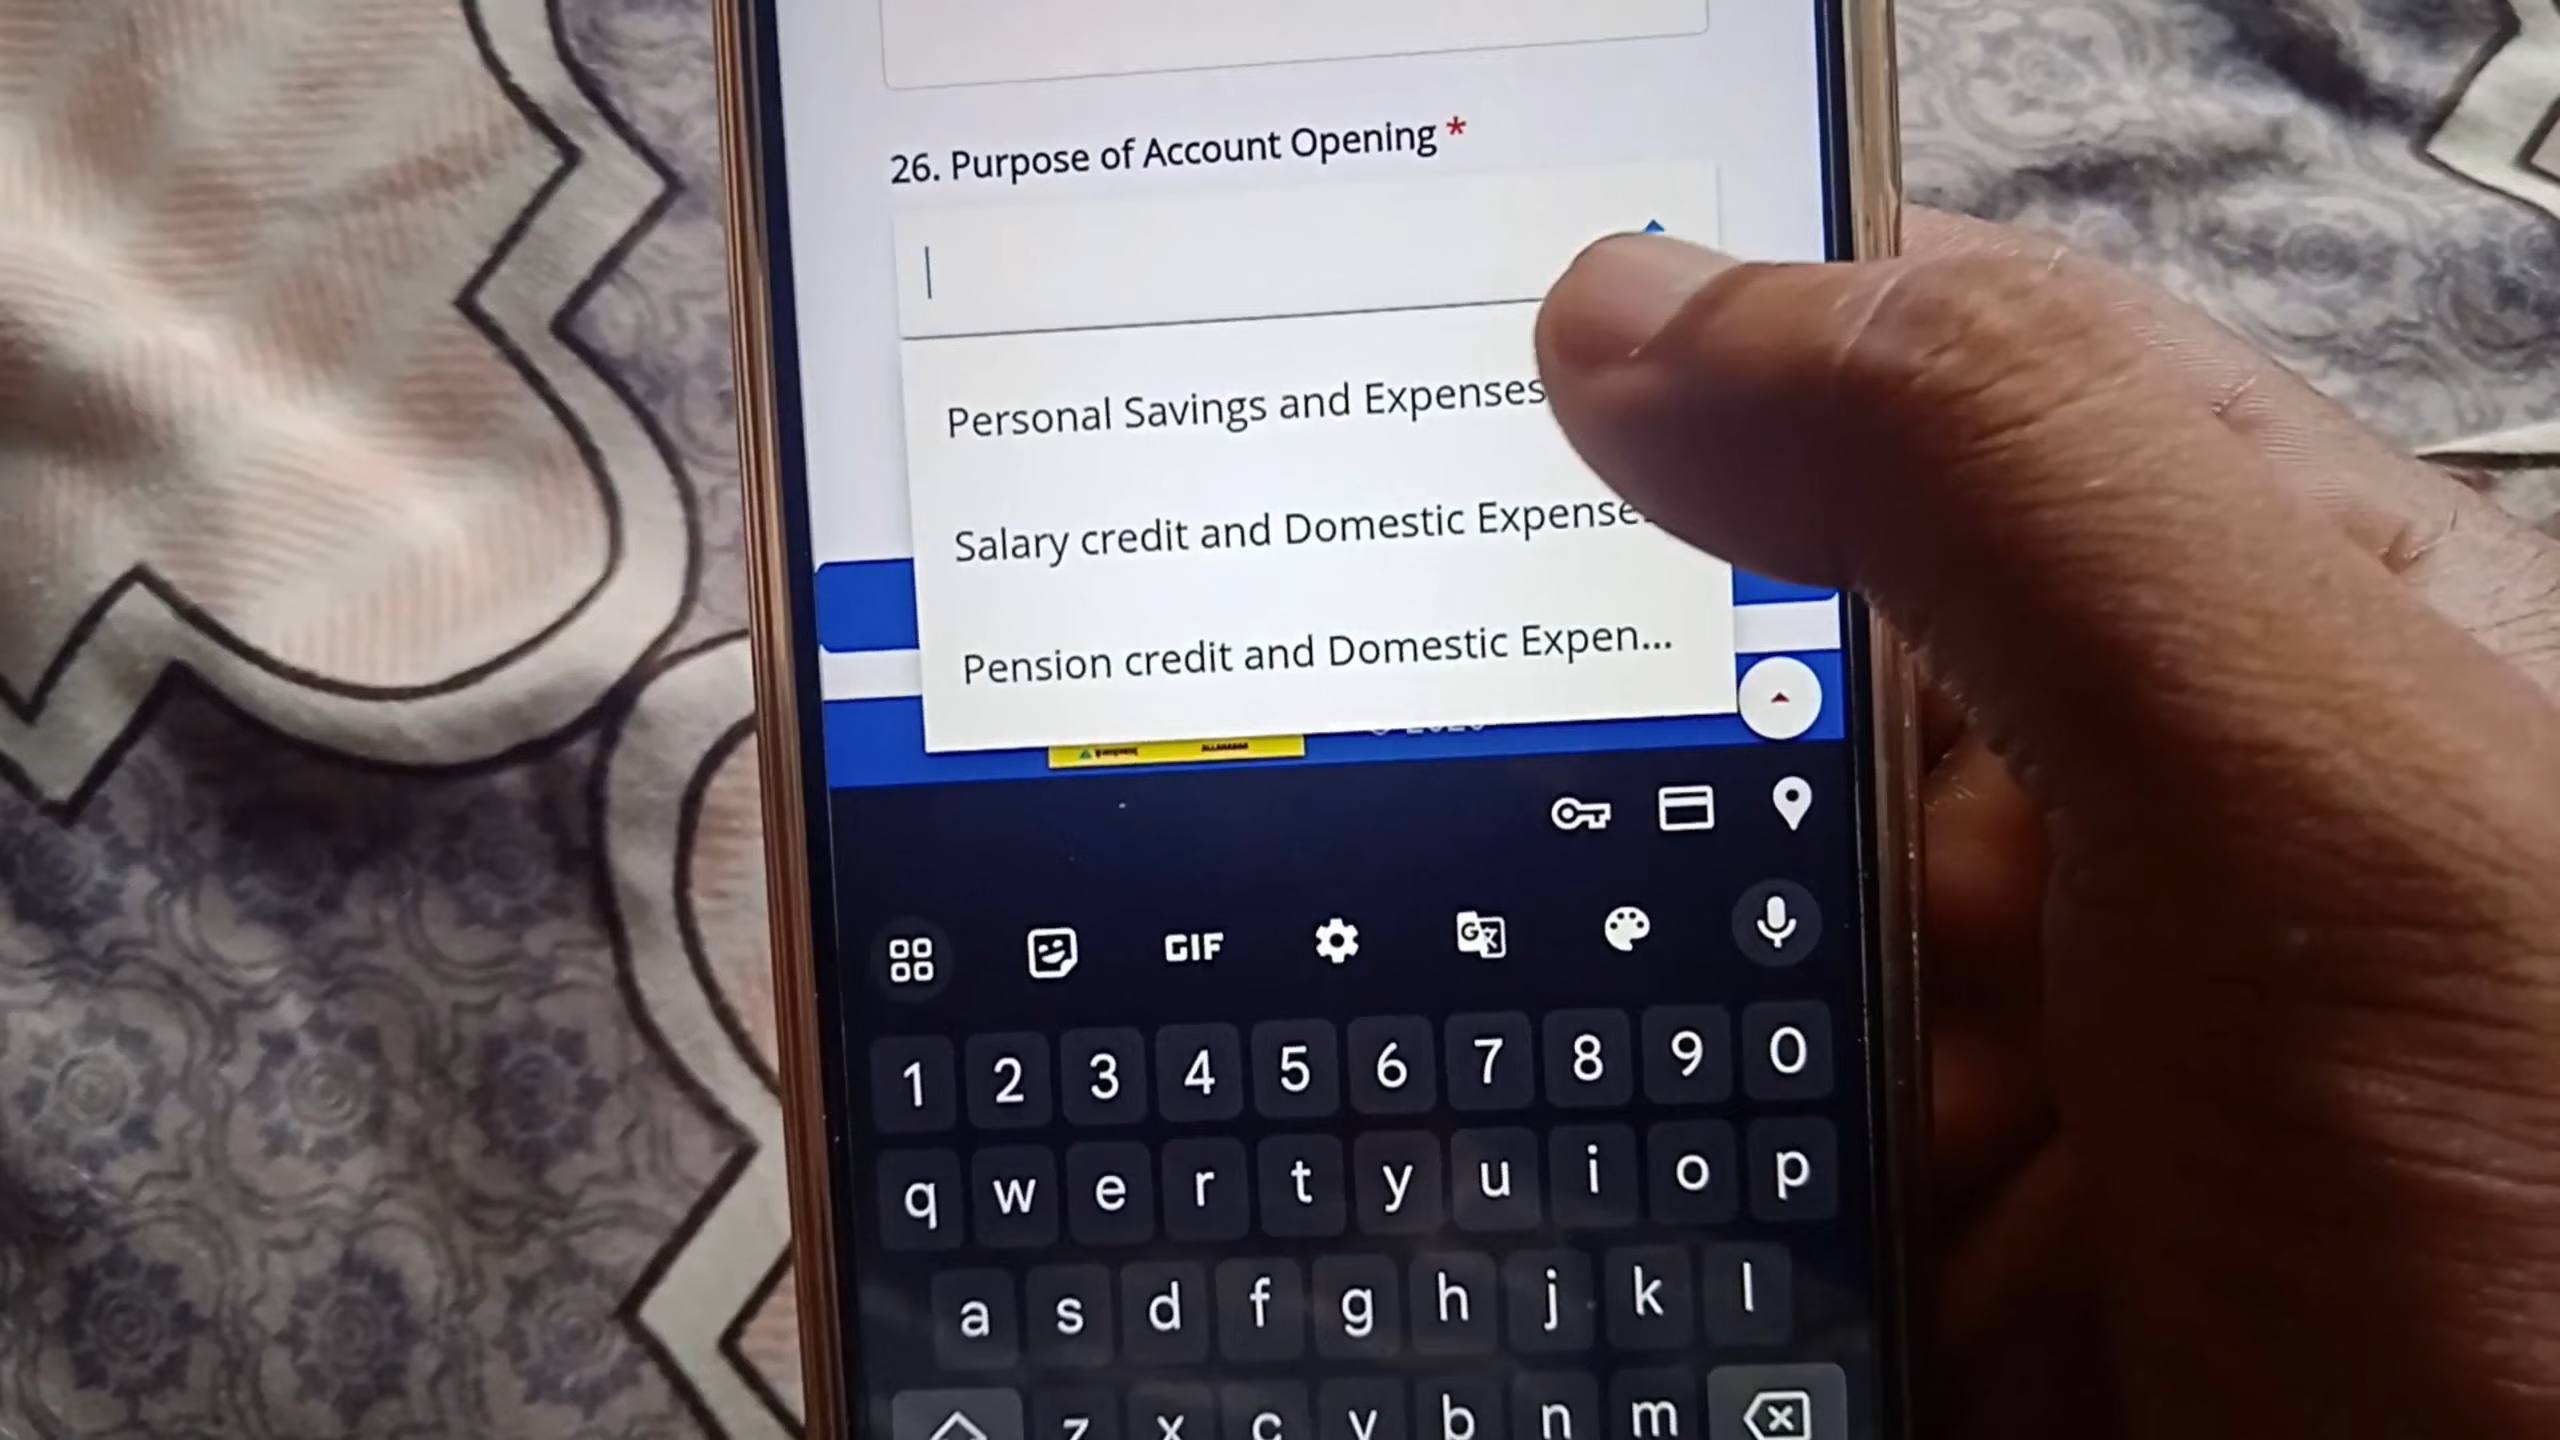 26. Purpose of Account Opening *
Personal Savings and Expenses
Salary credit and Domestic Expense
Pension credit and Domestic Expen...
ALLAHABAD
GIF
1 2 3 4 5 6 7 8 9 0
q w e r t y u i o p
a s d f g h j k l
z x c v b n m